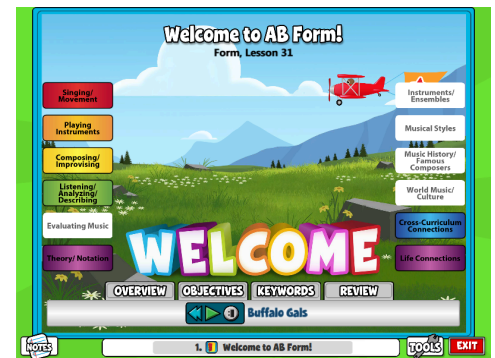 Welcome to AB Form!
Form, Lesson 31
Singing/
Movement
Playing
Instruments
Composing/
Improvising
Listening/
Analyzing/
Describing
Evaluating Music
Theory/Notation
Instruments/
Ensembles
Musical Styles
Music History/
Famous
Composers
World Music/
Culture
Cross-Curriculum
Connections
Life Connections
WELCOME
OVERVIEW
OBJECTIVES
KEYWORDS
REVIEW
Buffalo Gals
NOTES
1. Welcome to AB Form!
TOOLS
EXIT